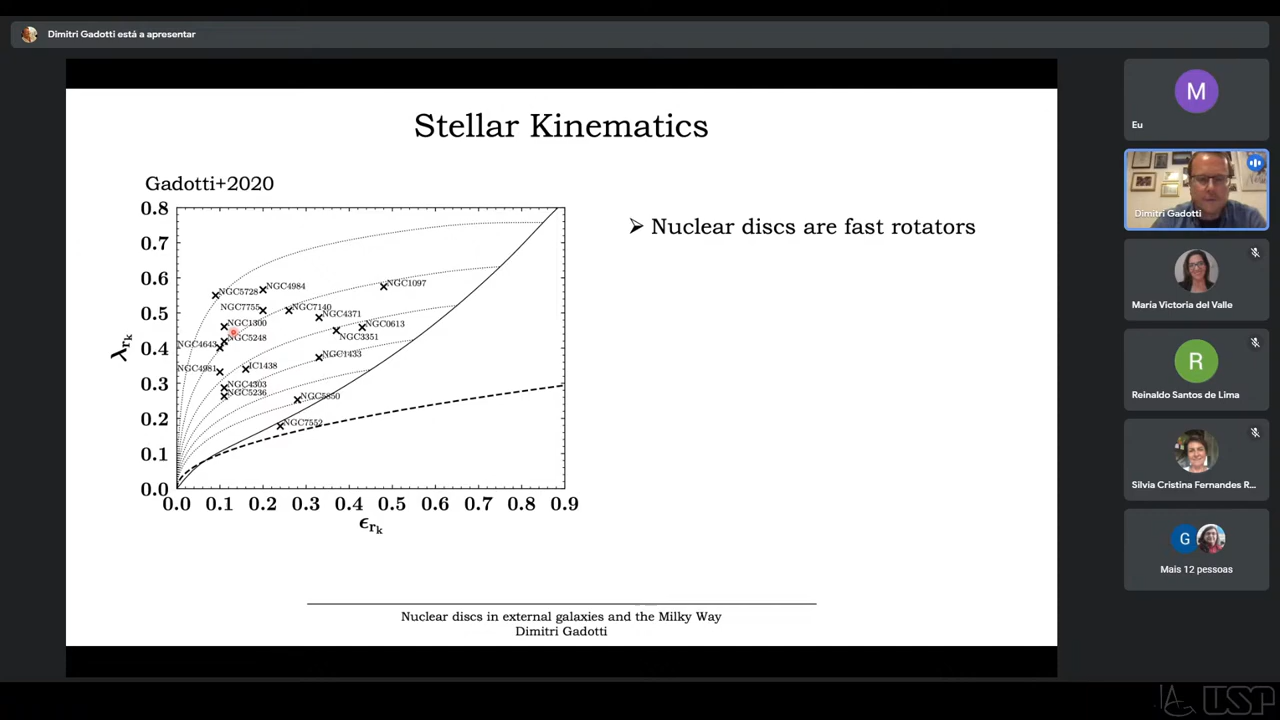 Dimitri Gadotti está a apresentar
Stellar Kinematics
Gadotti+2020
0.8
0.7
0.6
0.5
0.4
0.3
0.2
0.1
0.0
λrk
NGC5728
NGC4984
NGC1097
NGC7755
NGC7140
NGC4371
NGC1300
NGC0613
NGC5248
NGC3351
NGC4643
NGC1433
NGC4981
IC1438
NGC4303
NGC5236
NGC5850
NGC7552
0.0 0.1 0.2 0.3 0.4 0.5 0.6 0.7 0.8 0.9
ϵrk
➢ Nuclear discs are fast rotators
Nuclear discs in external galaxies and the Milky Way
Dimitri Gadotti
M
Eu
Dimitri Gadotti
María Victoria del Valle
R
Reinaldo Santos de Lima
Silvia Cristina Fernandes R...
G
Mais 12 pessoas
USP